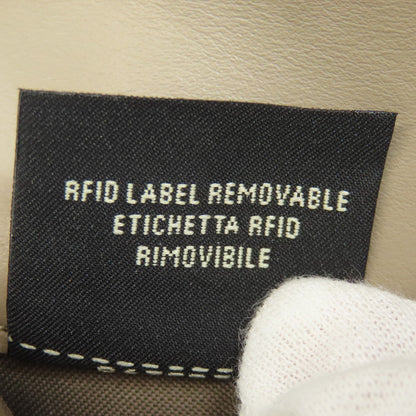 RFID LABEL REMOVABLE
ETICHETTA RFID
RIMOVIBILE